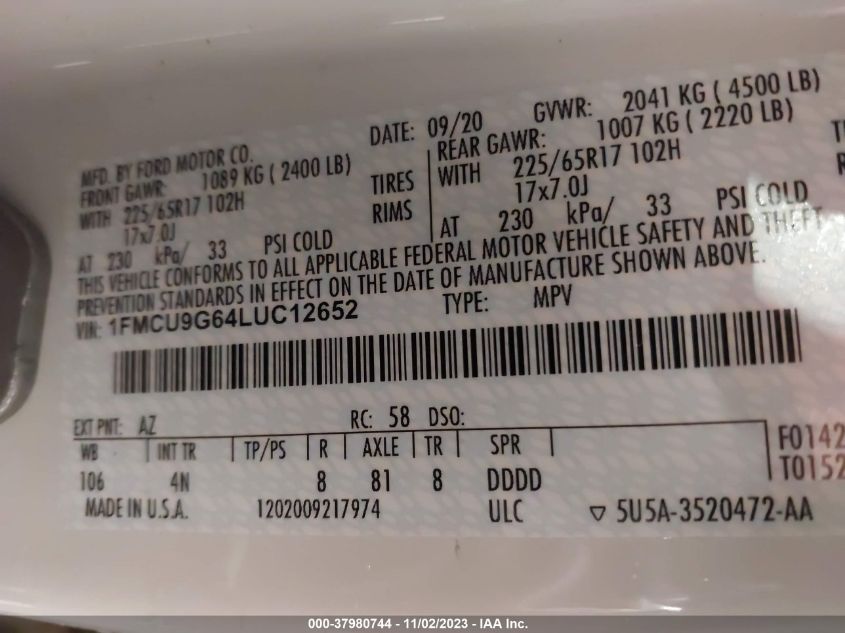 MFD. BY FORD MOTOR CO.
DATE: 09/20
GVWR: 2041 KG ( 4500 LB)
FRONT GAWR: 1089 KG ( 2400 LB)
REAR GAWR: 1007 KG ( 2220 LB)
WITH 225/65R17 102H TIRES
WITH 225/65R17 102H
17x7.0J RIMS
17x7.0J
AT 230 kPa/ 33 PSI COLD
AT 230 kPa/ 33 PSI COLD
THIS VEHICLE CONFORMS TO ALL APPLICABLE FEDERAL MOTOR VEHICLE SAFETY AND THEFT
PREVENTION STANDARDS IN EFFECT ON THE DATE OF MANUFACTURE SHOWN ABOVE.
VIN: 1FMCU9G64LUC12652
TYPE: MPV
EXT PNT: AZ RC: 58 DSO:
WB INT TR TP/PS R AXLE TR SPR
106 4N 8 81 8 DDDD
F0142
T0152
MADE IN U.S.A. 1202009217974 ULC ▽ 5U5A-3520472-AA
000-37980744 - 11/02/2023 - IAA Inc.